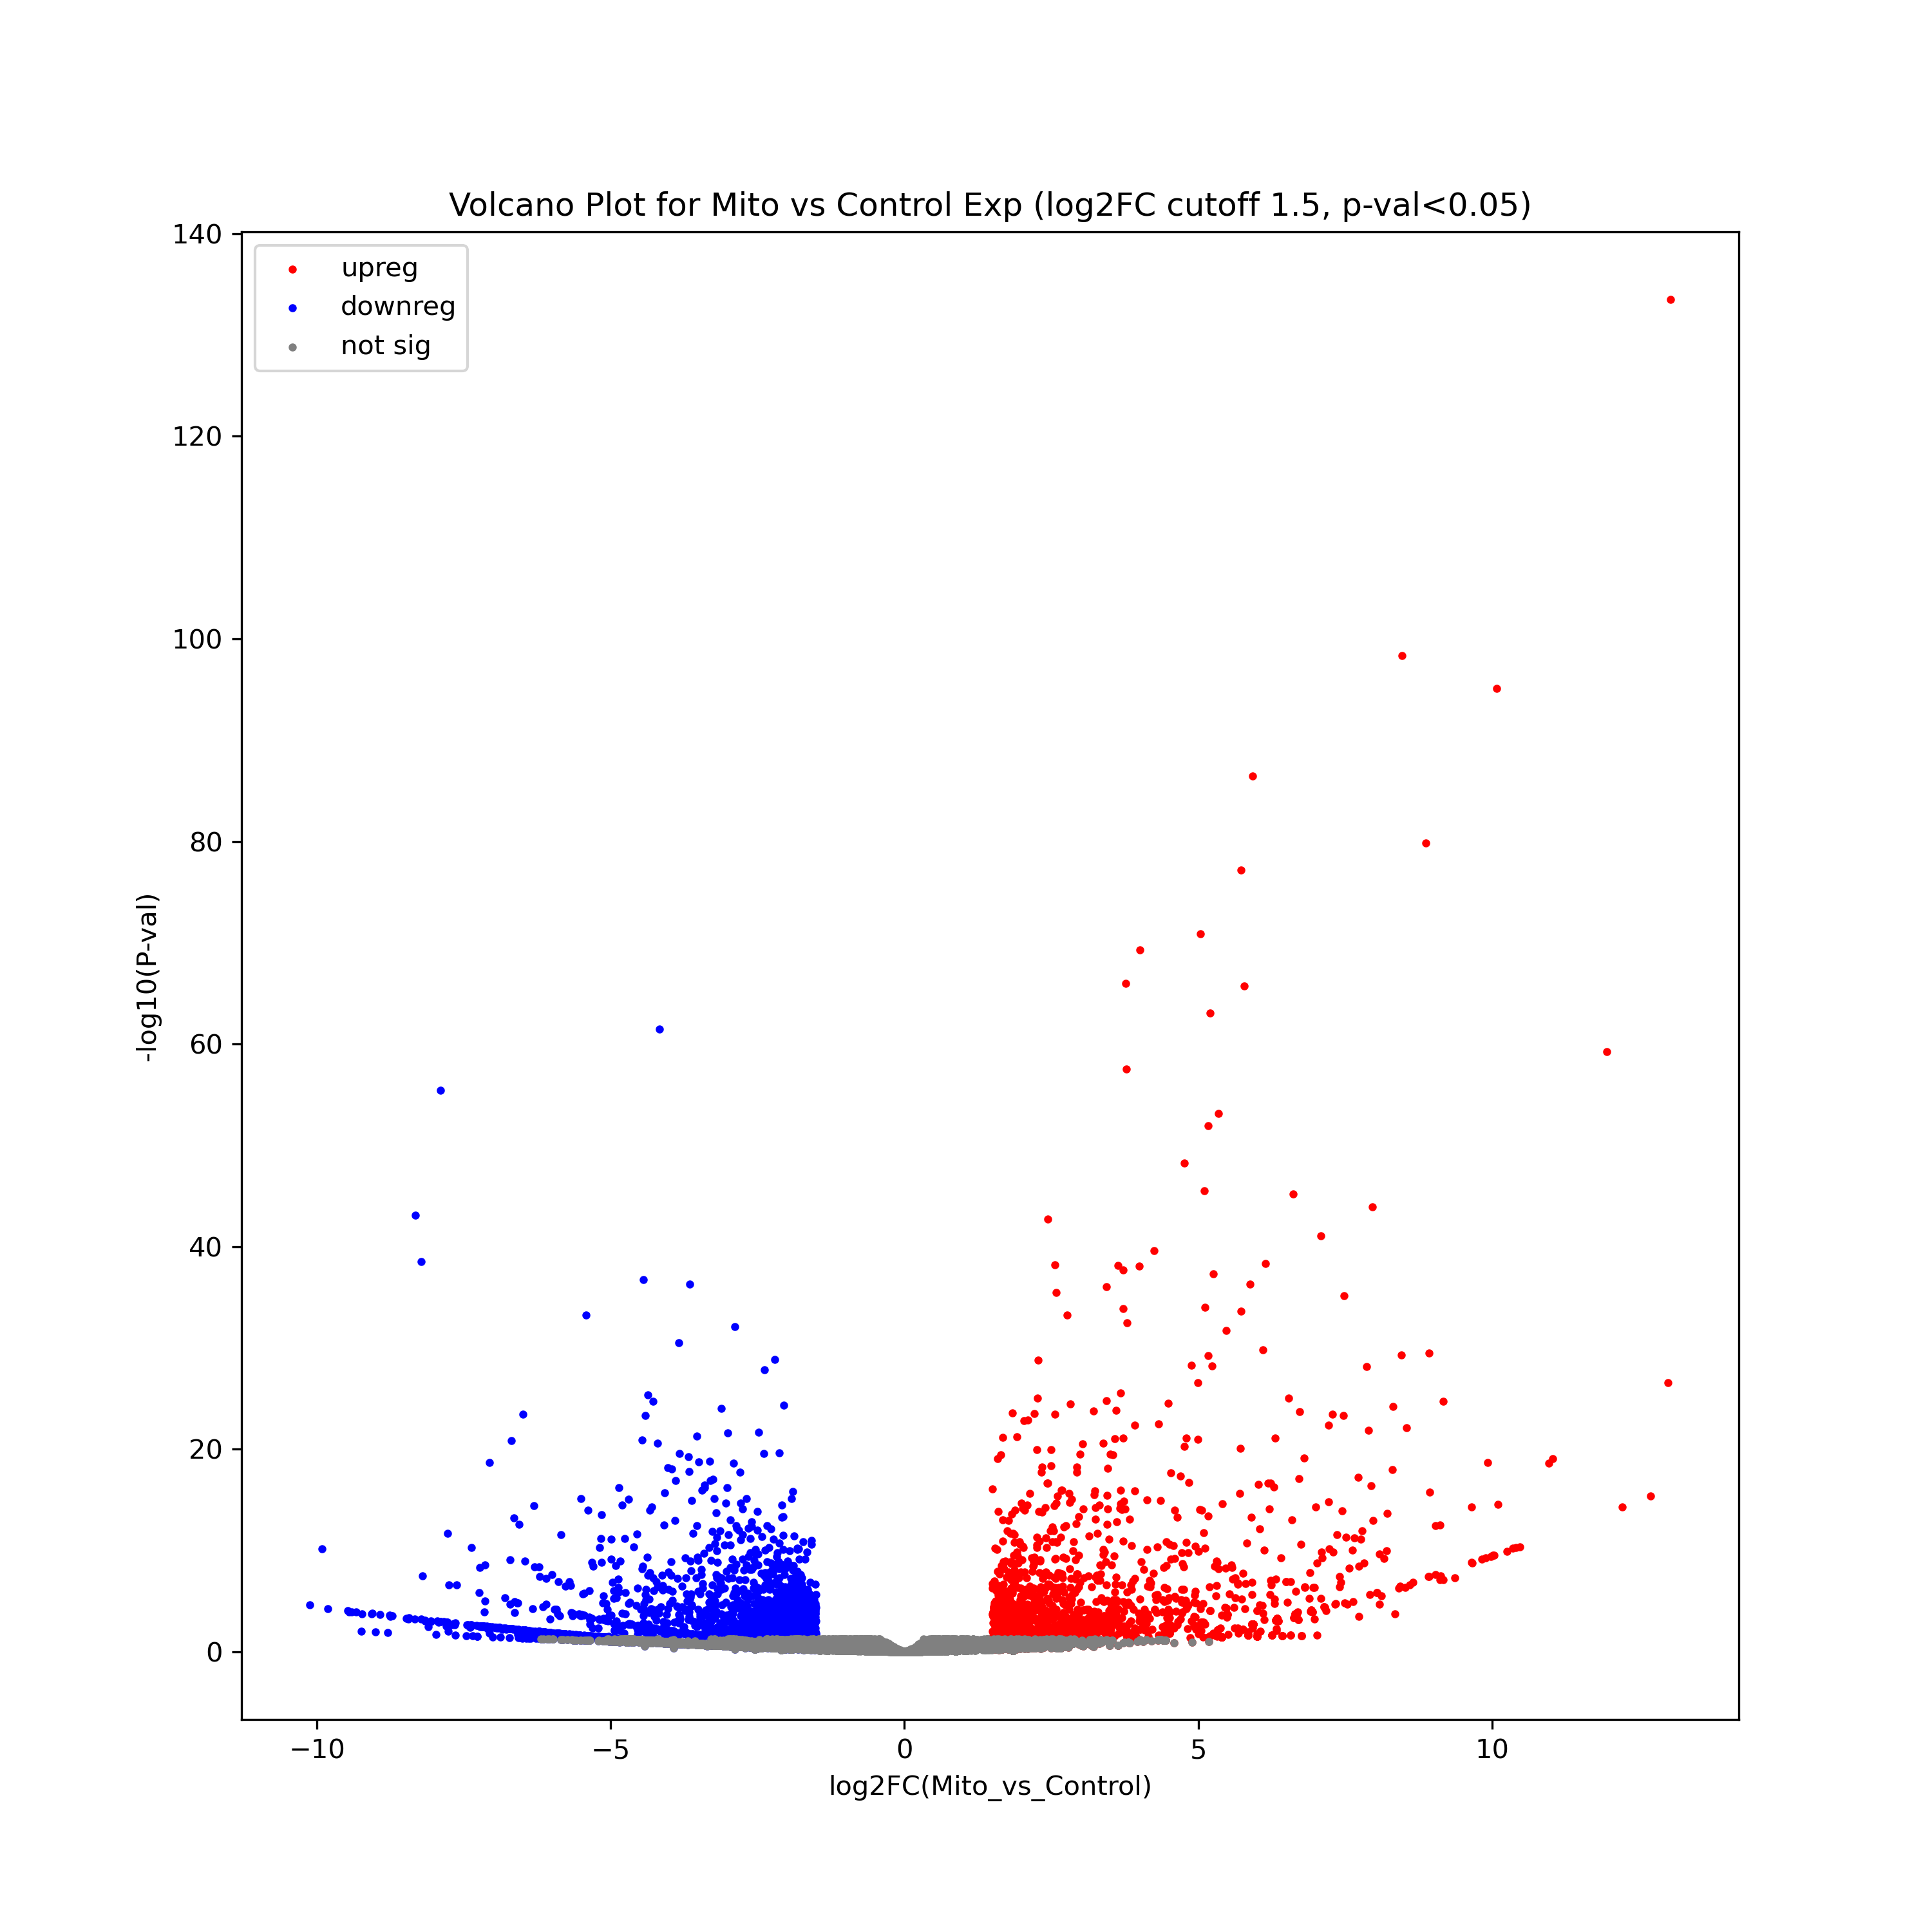 Volcano Plot for Mito vs Control Exp (log2FC cutoff 1.5, p-val<0.05)
upreg
downreg
not sig
140
120
100
80
60
40
20
0
-log10(P-val)
−10
−5
0
5
10
log2FC(Mito_vs_Control)